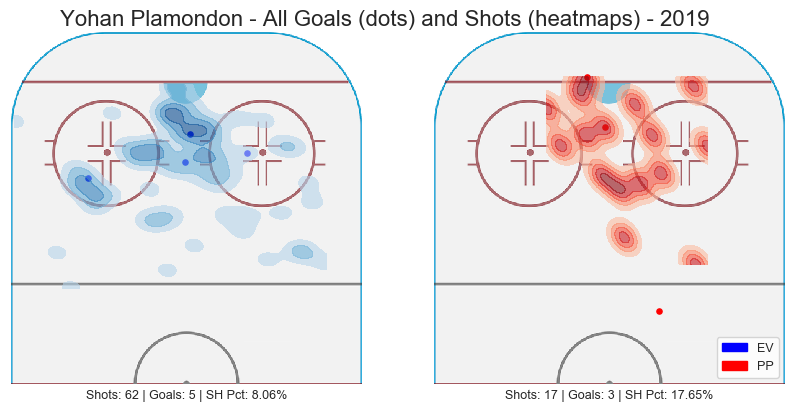 Yohan Plamondon - All Goals (dots) and Shots (heatmaps) - 2019
EV
PP
Shots: 62 | Goals: 5 | SH Pct: 8.06%
Shots: 17 | Goals: 3 | SH Pct: 17.65%